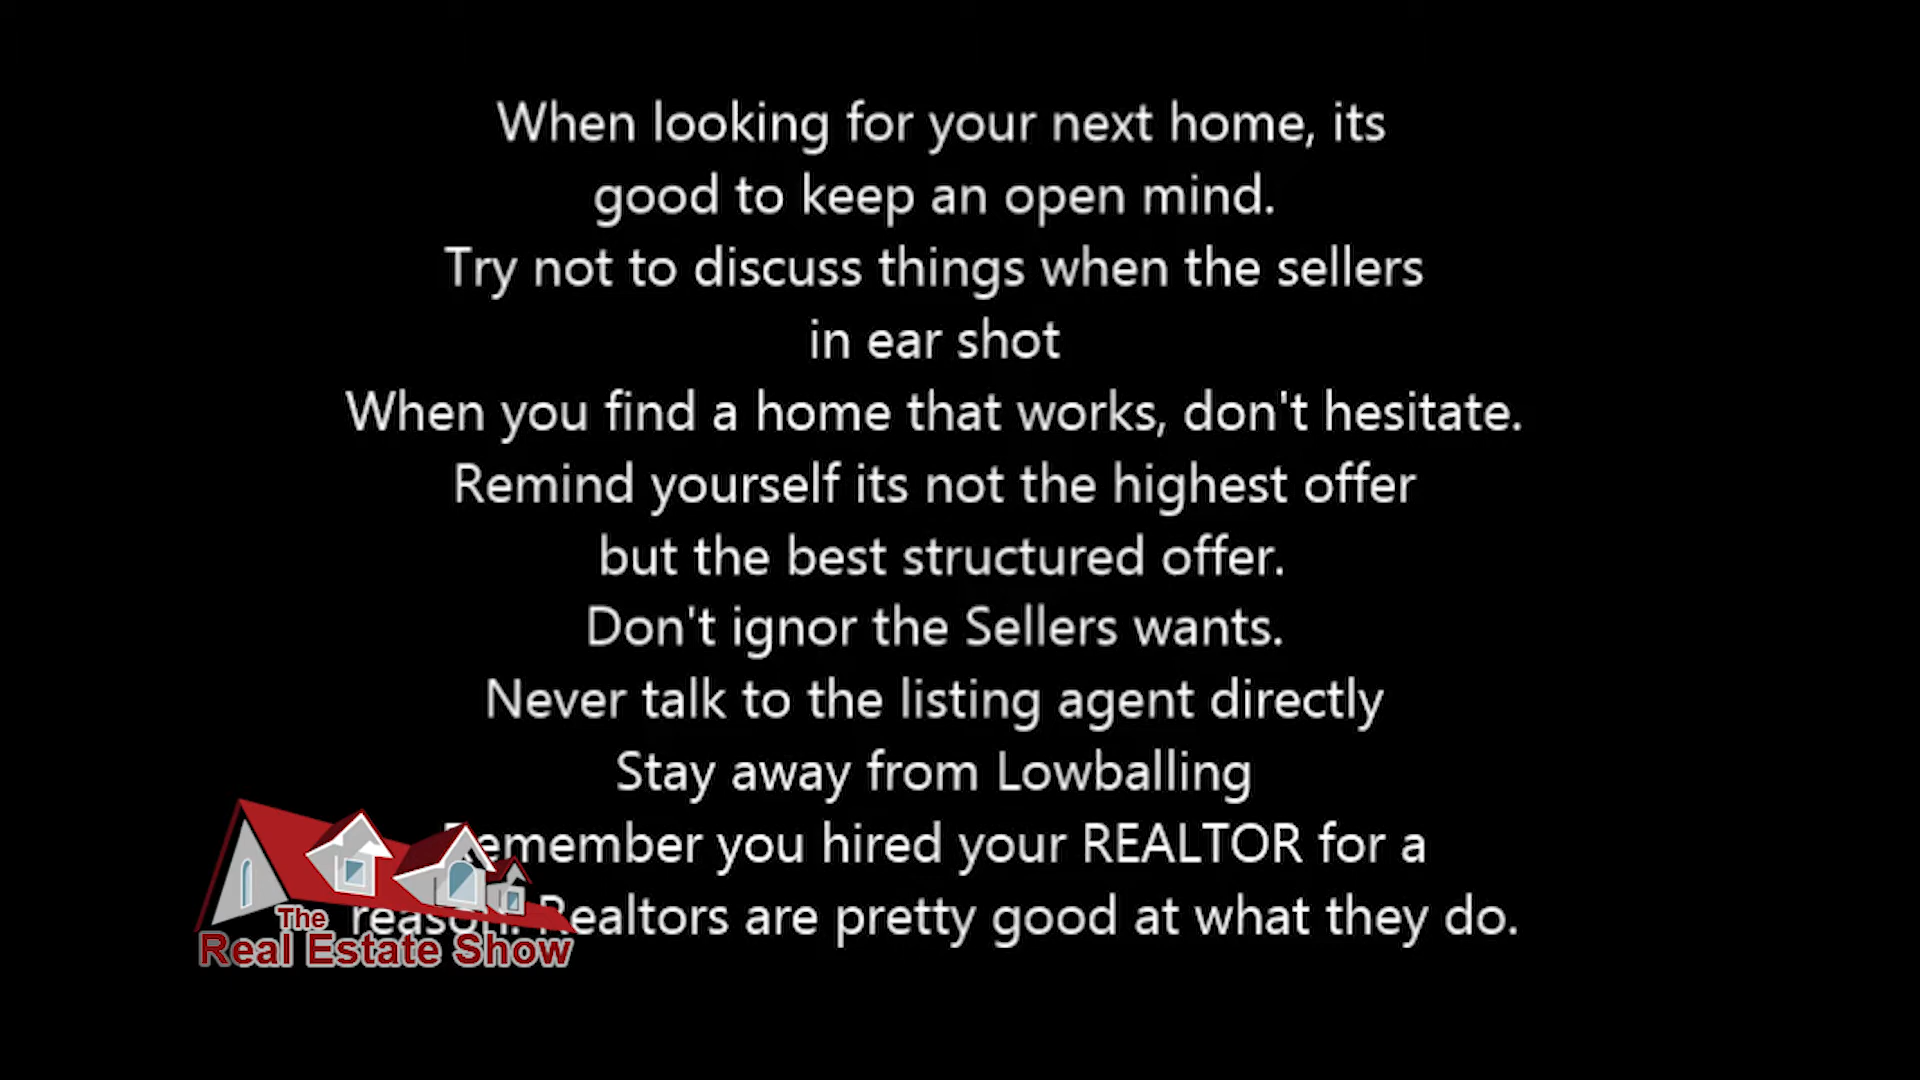 When looking for your next home, its
good to keep an open mind.
Try not to discuss things when the sellers
in ear shot
When you find a home that works, don't hesitate.
Remind yourself its not the highest offer
but the best structured offer.
Don't ignor the Sellers wants.
Never talk to the listing agent directly
Stay away from Lowballing
Remember you hired your REALTOR for a
reason. Realtors are pretty good at what they do.
The
Real Estate Show